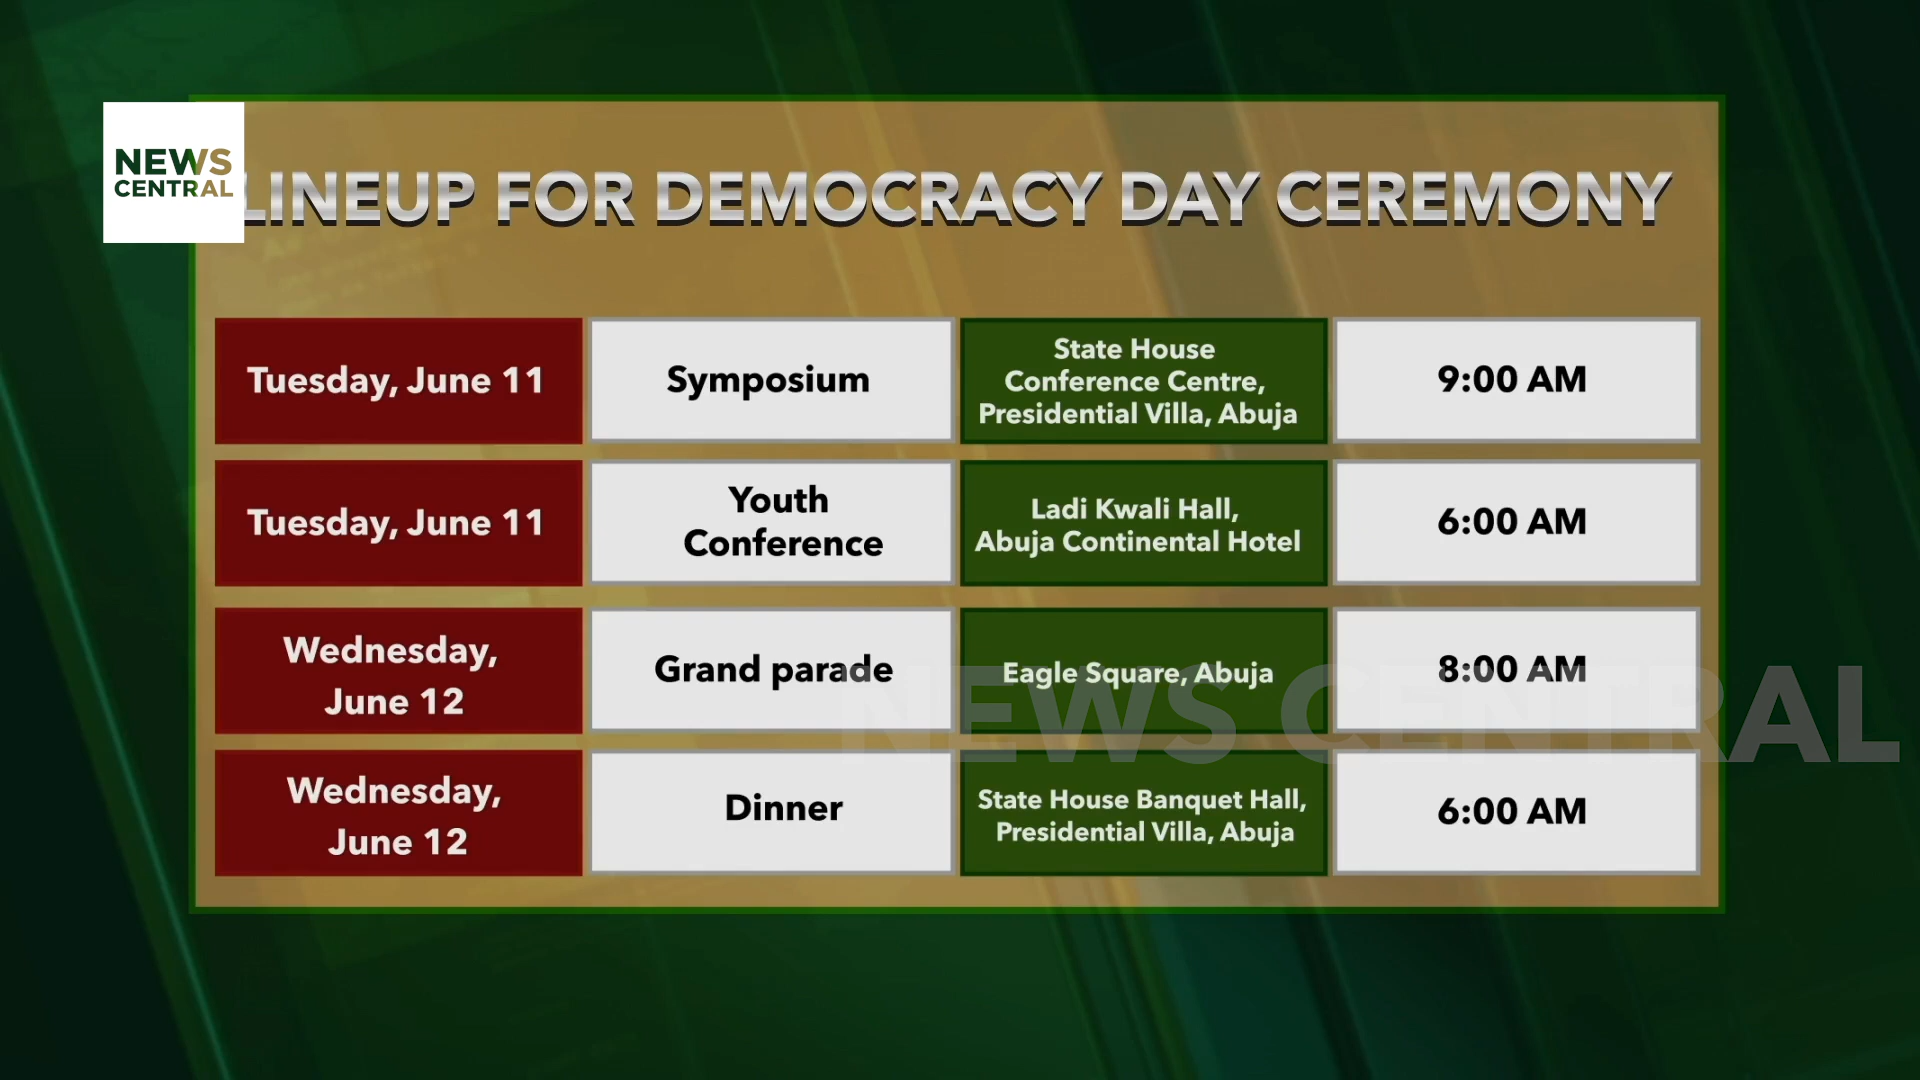 NEWS
CENTRAL
LINEUP FOR DEMOCRACY DAY CEREMONY
Tuesday, June 11
Symposium
State House
Conference Centre,
Presidential Villa, Abuja
9:00 AM
Tuesday, June 11
Youth
Conference
Ladi Kwali Hall,
Abuja Continental Hotel
6:00 AM
Wednesday,
June 12
Grand parade
Eagle Square, Abuja
8:00 AM
NEWS CENTRAL
Wednesday,
June 12
Dinner
State House Banquet Hall,
Presidential Villa, Abuja
6:00 AM